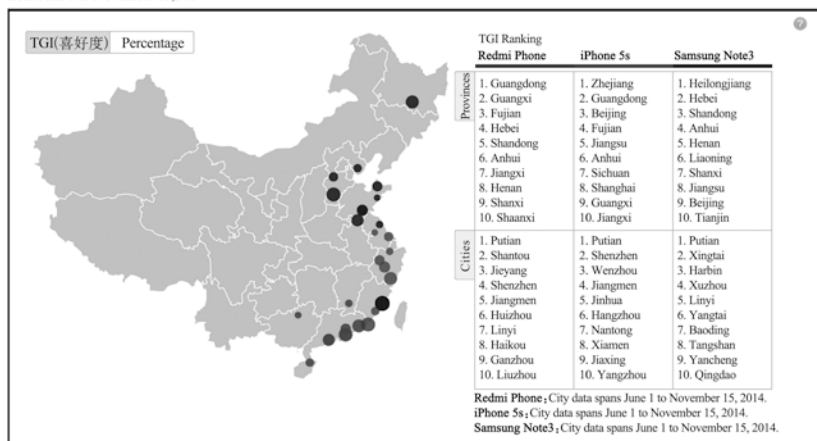 TGI(喜好度) Percentage
?
TGI Ranking
Redmi Phone iPhone 5s Samsung Note3
Provinces
1. Guangdong 1. Zhejiang 1. Heilongjiang
2. Guangxi 2. Guangdong 2. Hebei
3. Fujian 3. Beijing 3. Shandong
4. Hebei 4. Fujian 4. Anhui
5. Shandong 5. Jiangsu 5. Henan
6. Anhui 6. Anhui 6. Liaoning
7. Jiangxi 7. Sichuan 7. Shanxi
8. Henan 8. Shanghai 8. Jiangsu
9. Shanxi 9. Guangxi 9. Beijing
10. Shaanxi 10. Jiangxi 10. Tianjin
Cities
1. Putian 1. Putian 1. Putian
2. Shantou 2. Shenzhen 2. Xingtai
3. Jieyang 3. Wenzhou 3. Harbin
4. Shenzhen 4. Jiangmen 4. Xuzhou
5. Jiangmen 5. Jinhua 5. Linyi
6. Huizhou 6. Hangzhou 6. Yangtai
7. Linyi 7. Nantong 7. Baoding
8. Haikou 8. Xiamen 8. Tangshan
9. Ganzhou 9. Jiaxing 9. Yancheng
10. Liuzhou 10. Yangzhou 10. Qingdao
Redmi Phone: City data spans June 1 to November 15, 2014.
iPhone 5s: City data spans June 1 to November 15, 2014.
Samsung Note3: City data spans June 1 to November 15, 2014.